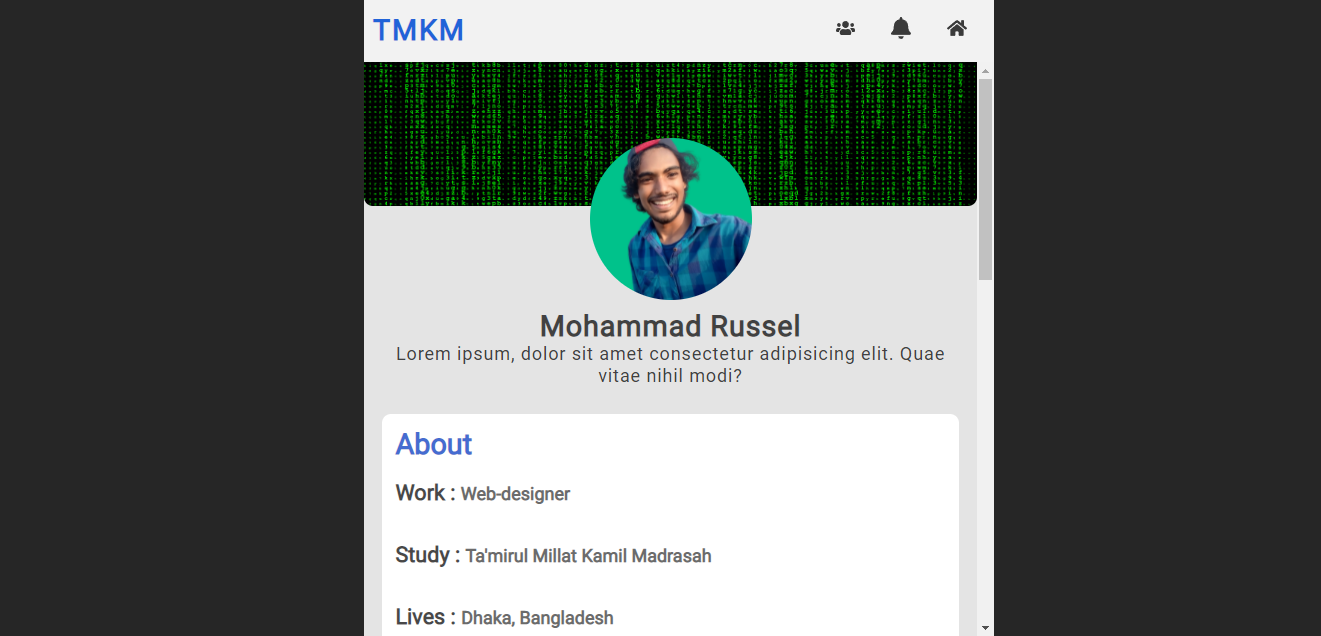 TMKM
Mohammad Russel
Lorem ipsum, dolor sit amet consectetur adipisicing elit. Quae
vitae nihil modi?
About
Work : Web-designer
Study : Ta'mirul Millat Kamil Madrasah
Lives : Dhaka, Bangladesh